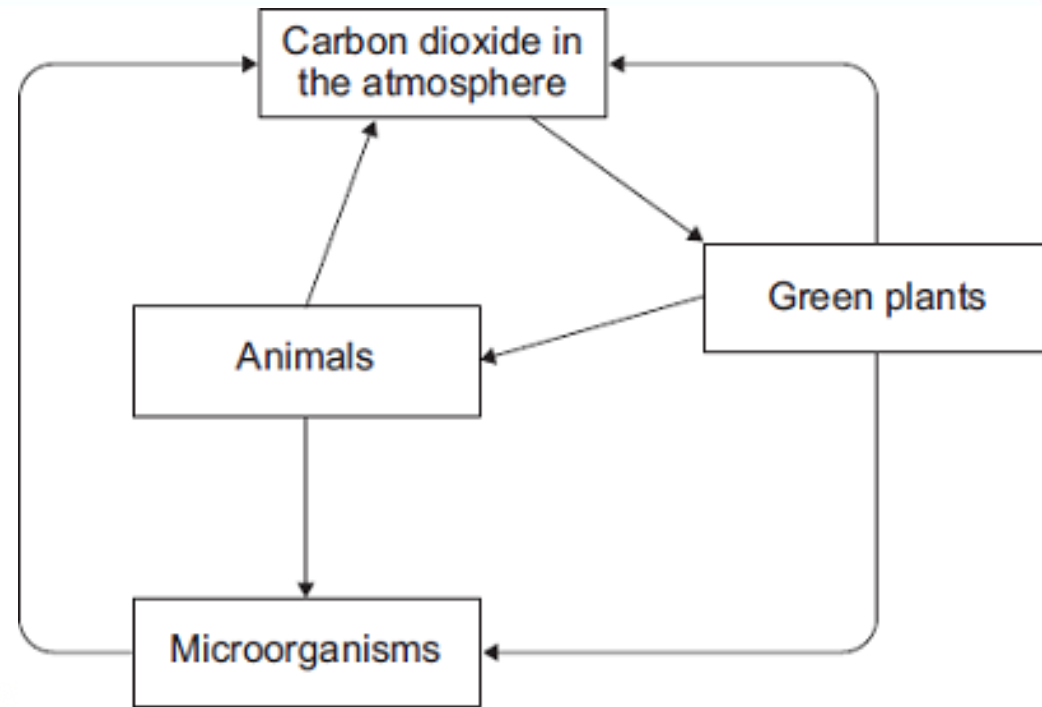 Carbon dioxide in
the atmosphere
Green plants
Animals
Microorganisms